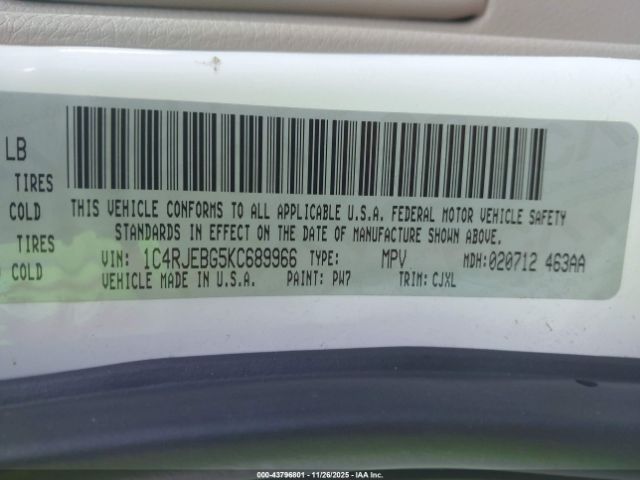 LB
TIRES
COLD
TIRES
COLD
THIS VEHICLE CONFORMS TO ALL APPLICABLE U.S.A. FEDERAL MOTOR VEHICLE SAFETY
STANDARDS IN EFFECT ON THE DATE OF MANUFACTURE SHOWN ABOVE.
VIN: 1C4RJEBG5KC689966 TYPE: MPV MDH:020712 463AA
VEHICLE MADE IN U.S.A. PAINT: PW7 TRIM: CJXL
000-43796801 - 11/26/2025 - IAA Inc.